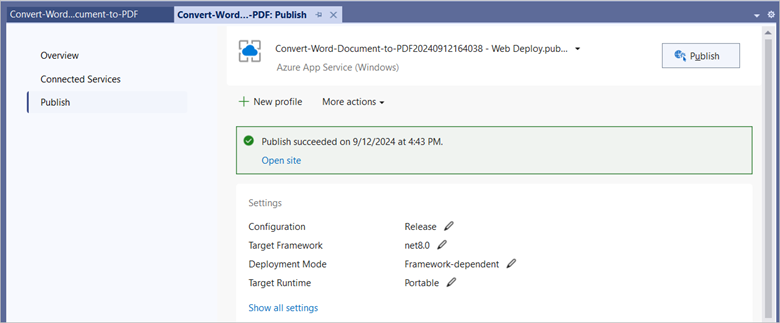 Convert-Word...cument-to-PDF
Convert-Word...-PDF: Publish
Overview
Connected Services
Publish
Convert-Word-Document-to-PDF20240912164038 - Web Deploy.pub...
Azure App Service (Windows)
Publish
New profile
More actions
Publish succeeded on 9/12/2024 at 4:43 PM.
Open site
Settings
Configuration Release
Target Framework net8.0
Deployment Mode Framework-dependent
Target Runtime Portable
Show all settings